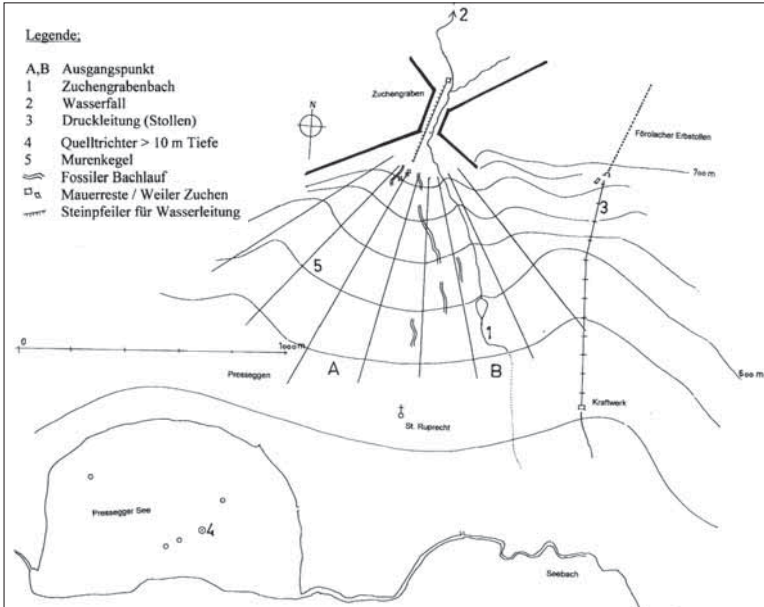 Legende:
A,B Ausgangspunkt
1 Zuchengrabenbach
2 Wasserfall
3 Druckleitung (Stollen)
4 Quelltrichter > 10 m Tiefe
5 Murenkegel
Fossiler Bachlauf
Mauerreste / Weiler Zuchen
Steinpfeiler für Wasserleitung
2
Zuchengraben
N
Förolacher Erbstollen
700 m
3
5
0
1000 m
1
A
B
Presseggen
600 m
St. Ruprecht
Kraftwerk
Pressegger See
4
Seebach